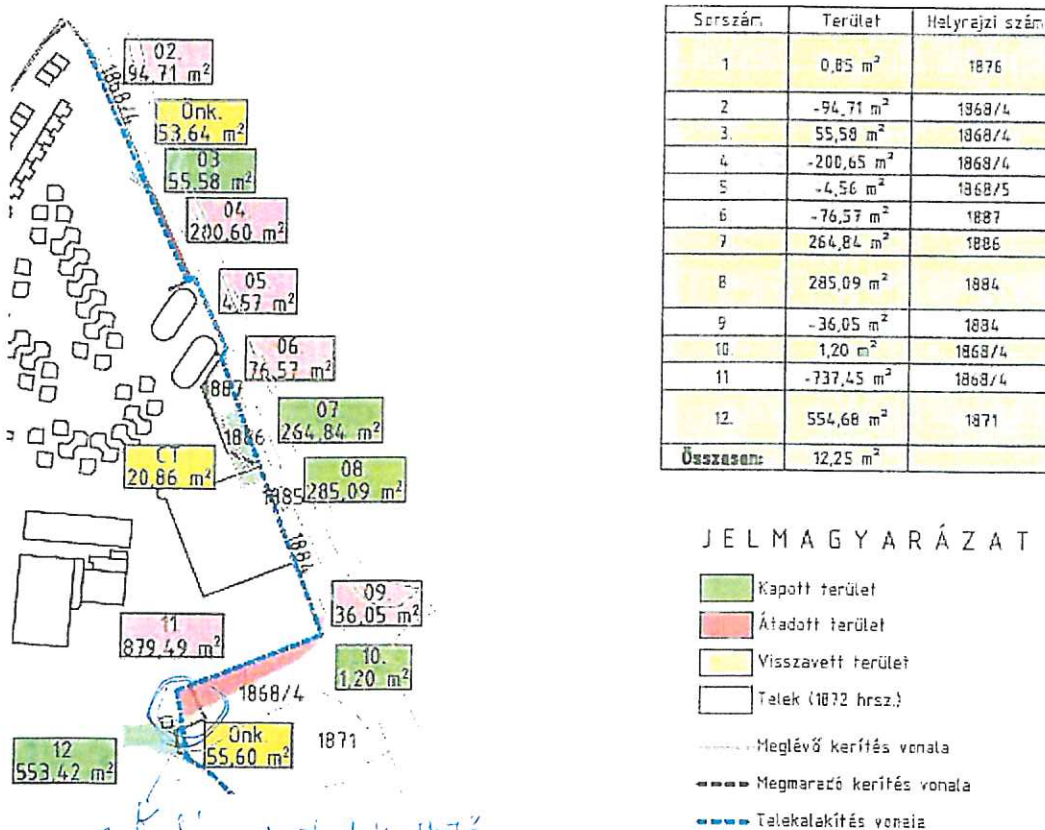 02.
94,71 m²
1868/4
Önk.
53,64 m²
03
55,58 m²
04
200,60 m²
05.
4,57 m²
06
76,57 m²
1887
07
264,84 m²
1886
C1
20,86 m²
08
285,09 m²
1885
1884
09.
36,05 m²
11
879,49 m²
10.
1,20 m²
1868/4
12
553,42 m²
Önk.
55,60 m²
1871
Sorszám Terület Helyrajzi szám
1 0,85 m² 1876
2 -94,71 m² 1868/4
3. 55,58 m² 1868/4
4 -200,65 m² 1868/4
5 -4,56 m² 1868/5
6 -76,57 m² 1887
7 264,84 m² 1886
8 285,09 m² 1884
9 -36,05 m² 1884
10. 1,20 m² 1868/4
11 -737,45 m² 1868/4
12. 554,68 m² 1871
Összesen: 12,25 m²
JELMAGYARÁZAT
Kapott terület
Átadott terület
Visszavett terület
Telek (1872 hrsz.)
Meglévő kerítés vonala
Megmaradó kerítés vonala
Telekalakítás vonala